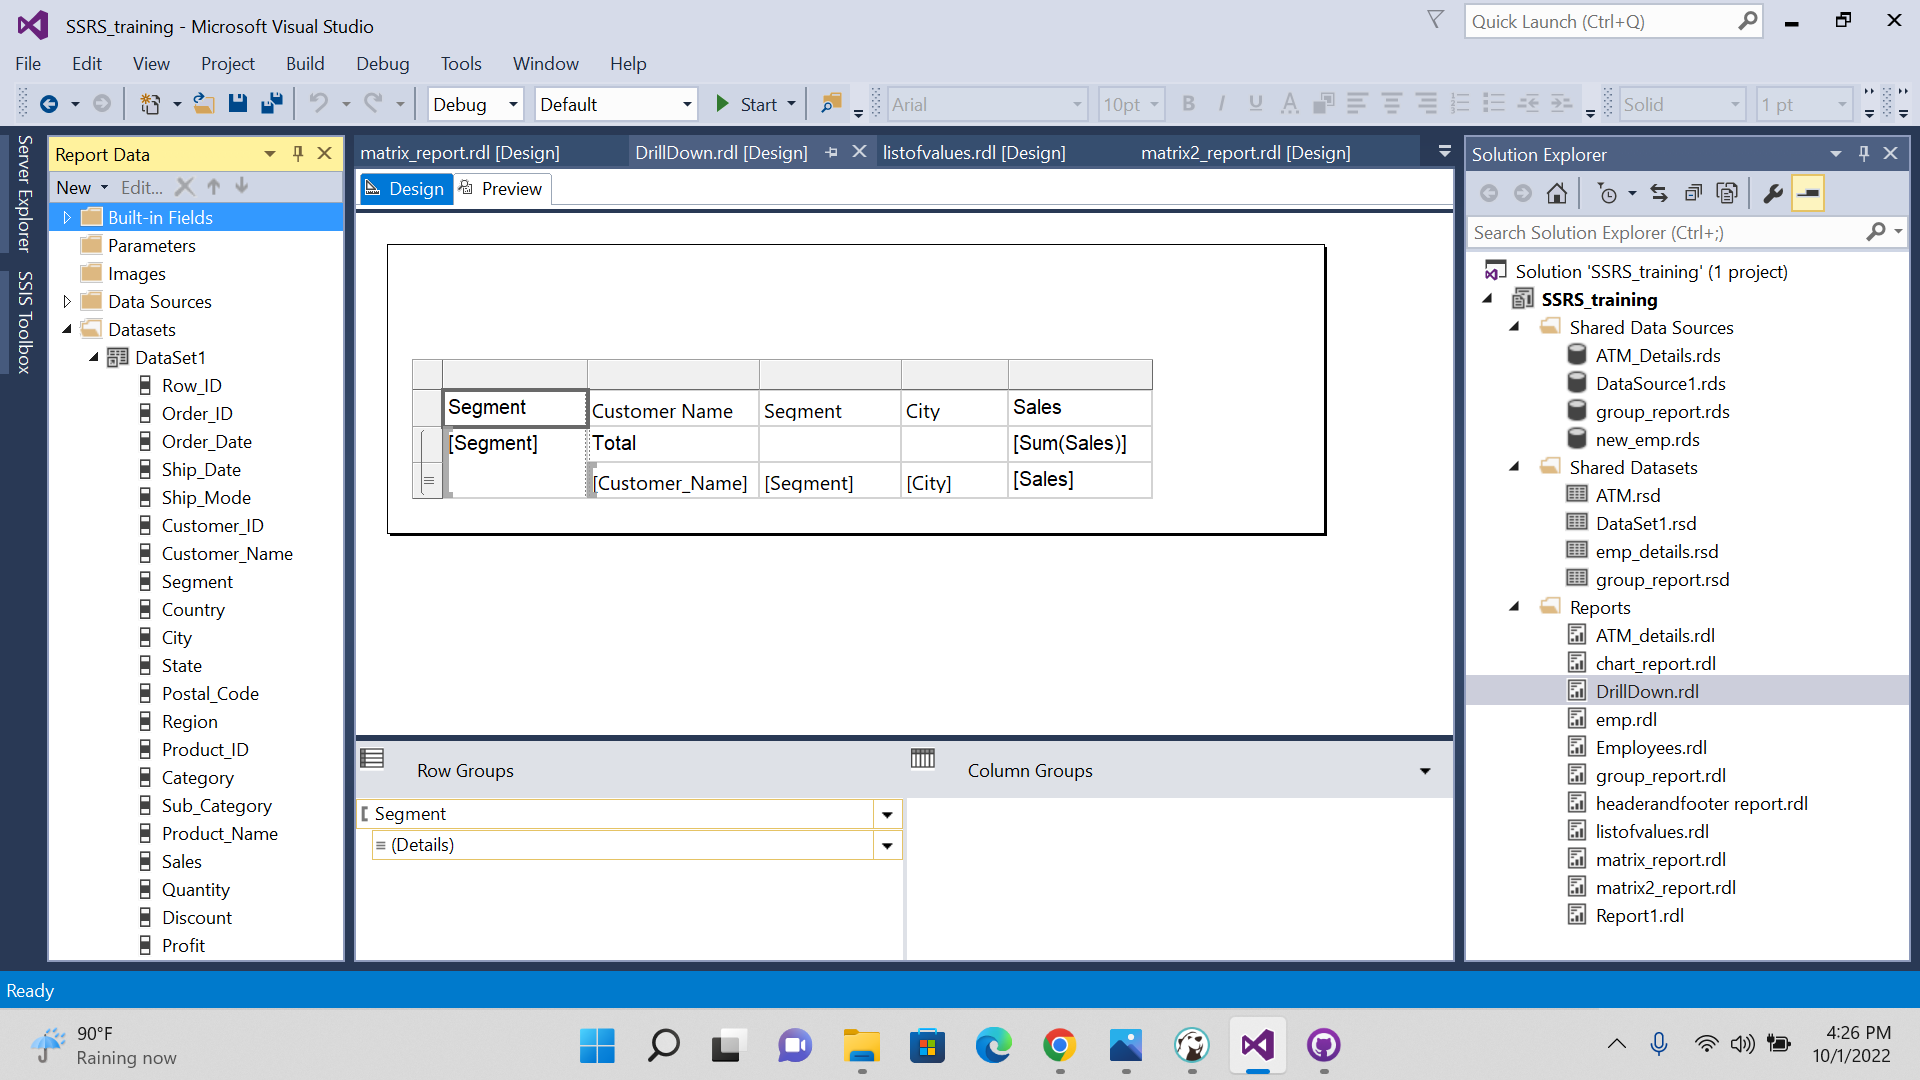 SSRS_training - Microsoft Visual Studio
Quick Launch (Ctrl+Q)
File Edit View Project Build Debug Tools Window Help
Debug Default Start Arial 10pt B I U A Solid 1 pt
Server Explorer
SSIS Toolbox
Report Data
New Edit...
Built-in Fields
Parameters
Images
Data Sources
Datasets
DataSet1
Row_ID
Order_ID
Order_Date
Ship_Date
Ship_Mode
Customer_ID
Customer_Name
Segment
Country
City
State
Postal_Code
Region
Product_ID
Category
Sub_Category
Product_Name
Sales
Quantity
Discount
Profit
matrix_report.rdl [Design] DrillDown.rdl [Design] listofvalues.rdl [Design] matrix2_report.rdl [Design]
Design Preview
Segment Customer Name Segment City Sales
[Segment] Total [Sum(Sales)]
[Customer_Name] [Segment] [City] [Sales]
Row Groups Column Groups
Segment
(Details)
Solution Explorer
Search Solution Explorer (Ctrl+;)
Solution 'SSRS_training' (1 project)
SSRS_training
Shared Data Sources
ATM_Details.rds
DataSource1.rds
group_report.rds
new_emp.rds
Shared Datasets
ATM.rsd
DataSet1.rsd
emp_details.rsd
group_report.rsd
Reports
ATM_details.rdl
chart_report.rdl
DrillDown.rdl
emp.rdl
Employees.rdl
group_report.rdl
headerandfooter report.rdl
listofvalues.rdl
matrix_report.rdl
matrix2_report.rdl
Report1.rdl
Ready
90°F
Raining now
4:26 PM
10/1/2022